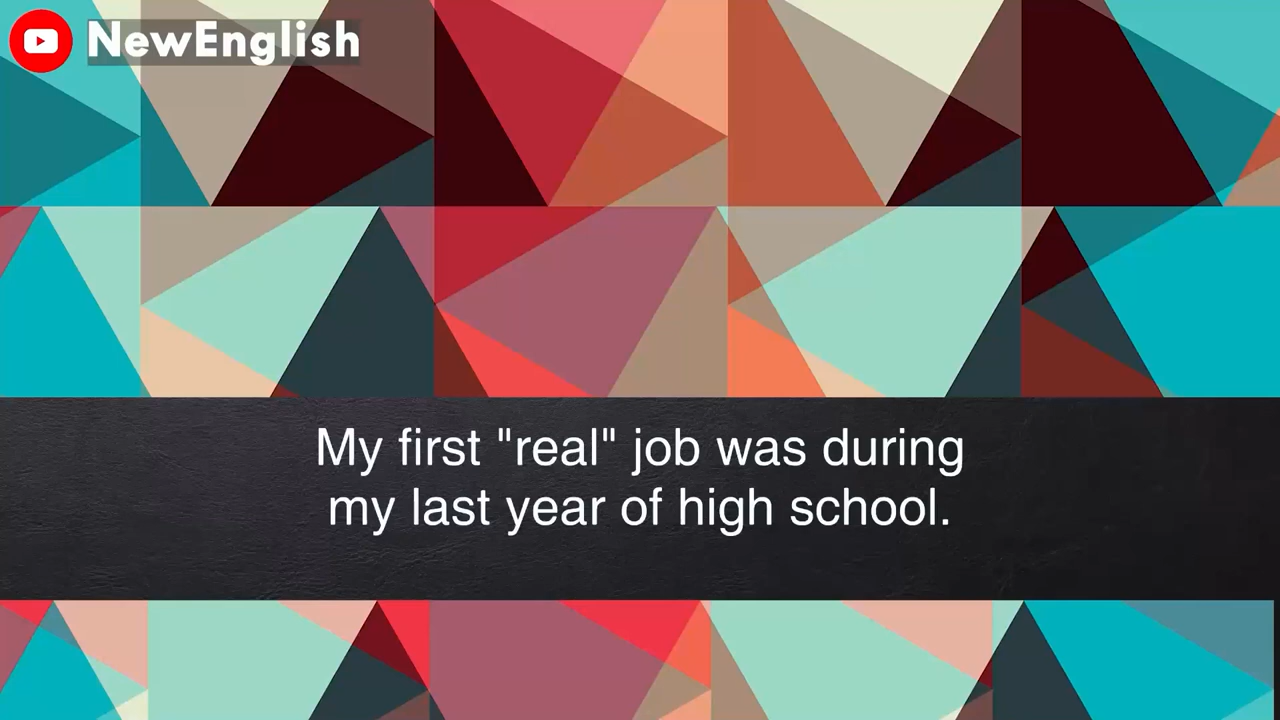 NewEnglish
My first "real" job was during
my last year of high school.